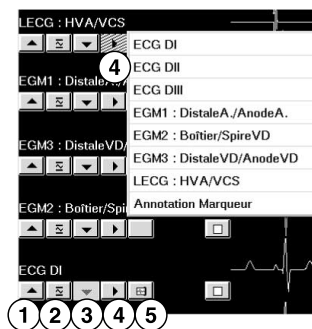 LECG : HVA/VCS
ECG DI
ECG DII
4
ECG DIII
EGM1 : Distale A./
EGM1 : DistaleA./AnodeA.
EGM2 : Boîtier/SpireVD
EGM3 : DistaleVD/
EGM3 : DistaleVD/AnodeVD
LECG : HVA/VCS
EGM2 : Boîtier/Spi
Annotation Marqueur
ECG DI
1 2 3 4 5